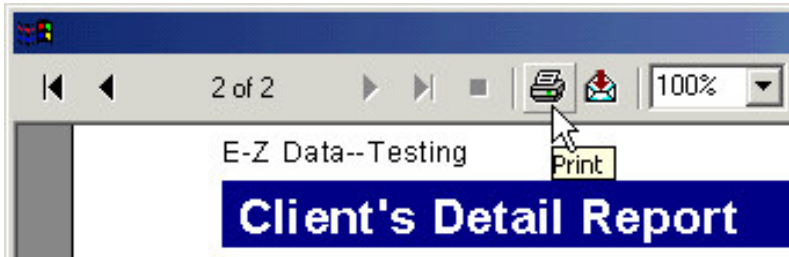 2 of 2 100%
E-Z Data--Testing
Print
Client's Detail Report